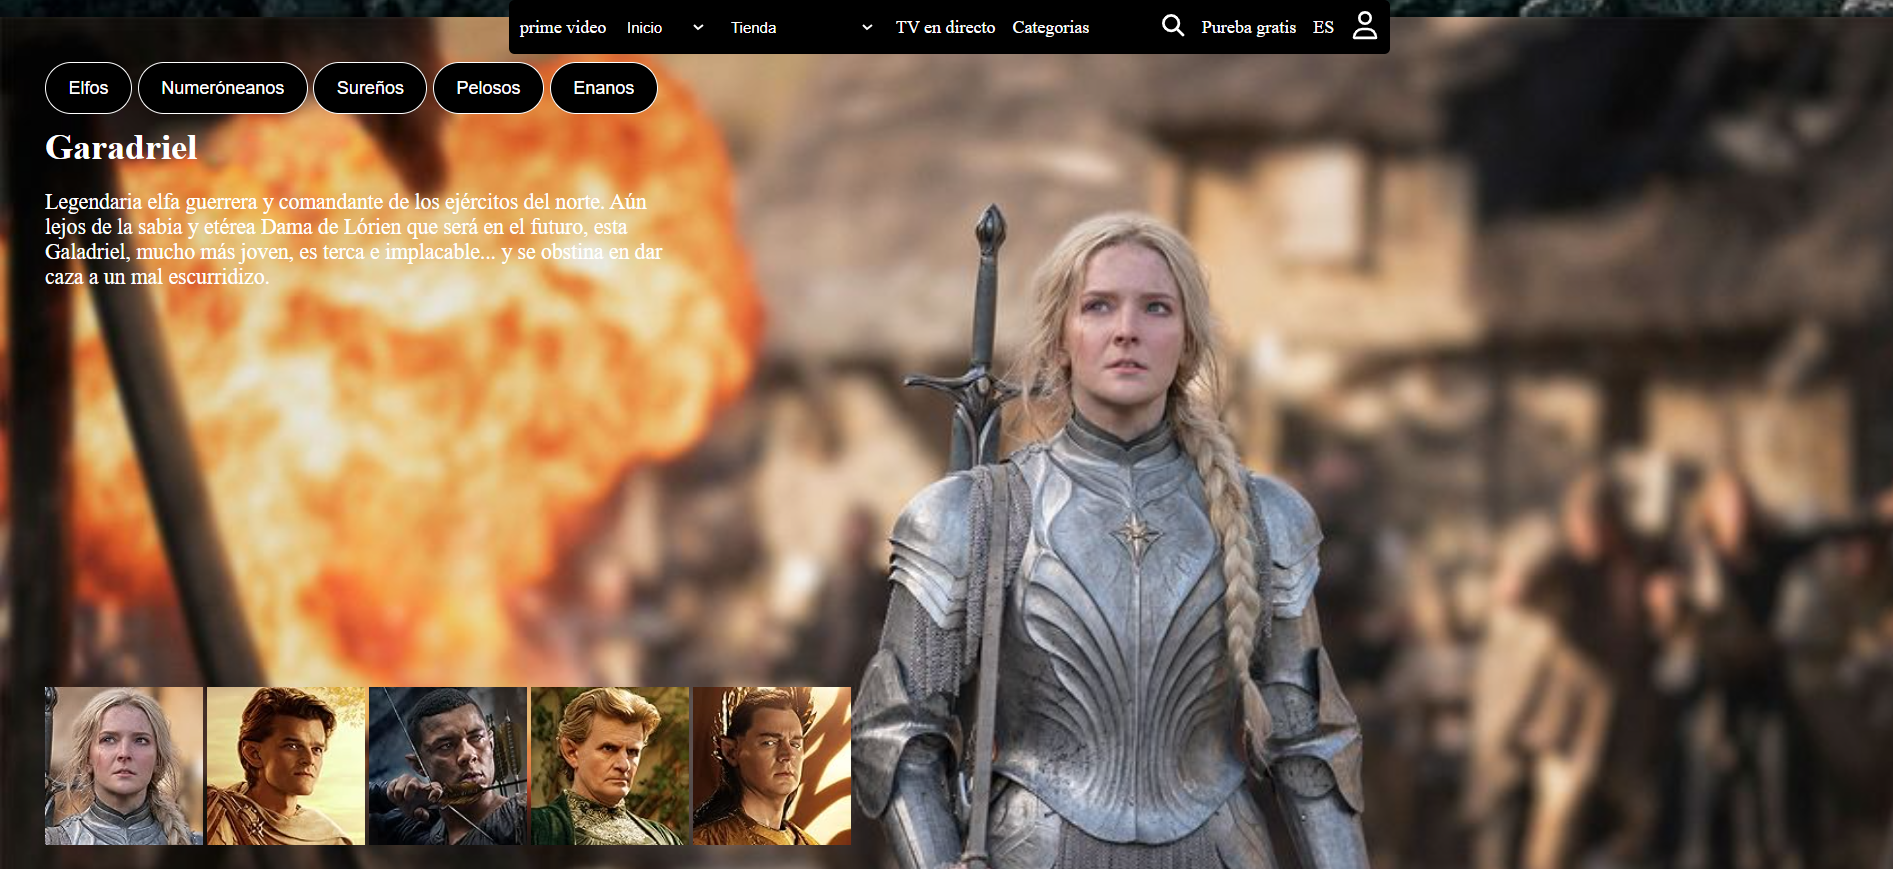 prime video Inicio Tienda TV en directo Categorias Pureba gratis ES
Elfos Numeróneanos Sureños Pelosos Enanos
Garadriel
Legendaria elfa guerrera y comandante de los ejércitos del norte. Aún
lejos de la sabia y etérea Dama de Lórien que será en el futuro, esta
Galadriel, mucho más joven, es terca e implacable... y se obstina en dar
caza a un mal escurridizo.